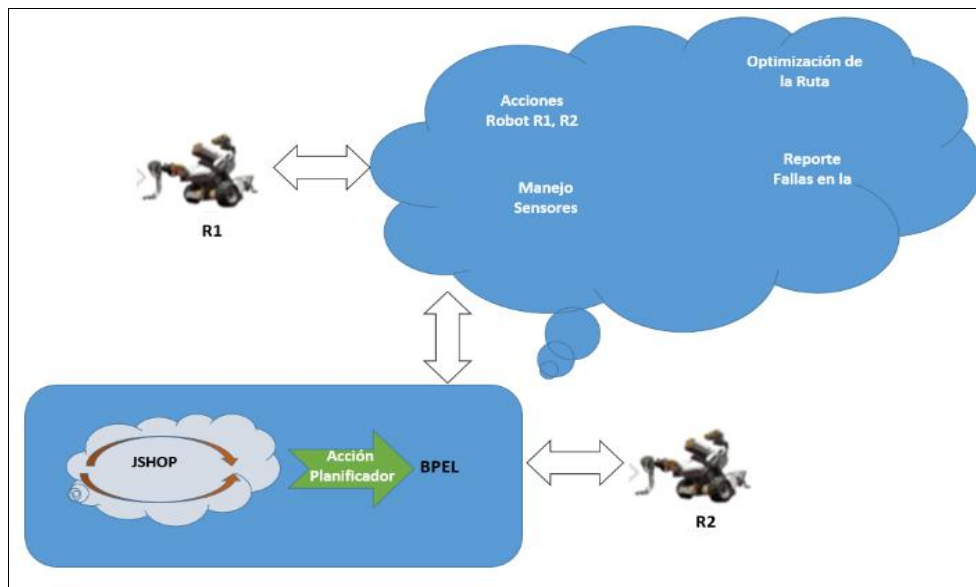 Optimización de
la Ruta
Acciones
Robot R1, R2
Reporte
Fallas en la
Manejo
Sensores
R1
JSHOP
Acción
Planificador
BPEL
R2